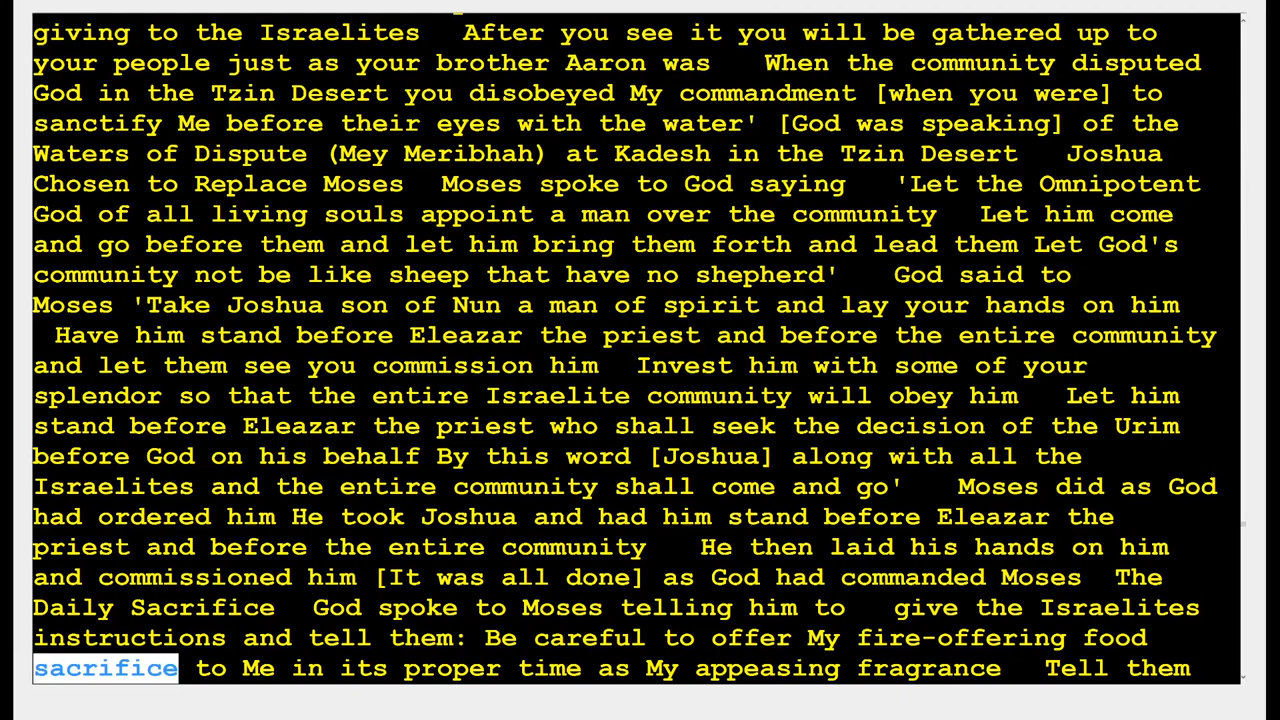 giving to the Israelites   After you see it you will be gathered up to
your people just as your brother Aaron was     When the community disputed
God in the Tzin Desert you disobeyed My commandment [when you were] to
sanctify Me before their eyes with the water' [God was speaking] of the
Waters of Dispute (Mey Meribhah) at Kadesh in the Tzin Desert    Joshua
Chosen to Replace Moses   Moses spoke to God saying    'Let the Omnipotent
God of all living souls appoint a man over the community    Let him come
and go before them and let him bring them forth and lead them Let God's
community not be like sheep that have no shepherd'     God said to
Moses 'Take Joshua son of Nun a man of spirit and lay your hands on him
Have him stand before Eleazar the priest and before the entire community
and let them see you commission him   Invest him with some of your
splendor so that the entire Israelite community will obey him    Let him
stand before Eleazar the priest who shall seek the decision of the Urim
before God on his behalf By this word [Joshua] along with all the
Israelites and the entire community shall come and go'     Moses did as God
had ordered him He took Joshua and had him stand before Eleazar the
priest and before the entire community     He then laid his hands on him
and commissioned him [It was all done] as God had commanded Moses   The
Daily Sacrifice   God spoke to Moses telling him to    give the Israelites
instructions and tell them: Be careful to offer My fire-offering food
sacrifice to Me in its proper time as My appeasing fragrance    Tell them